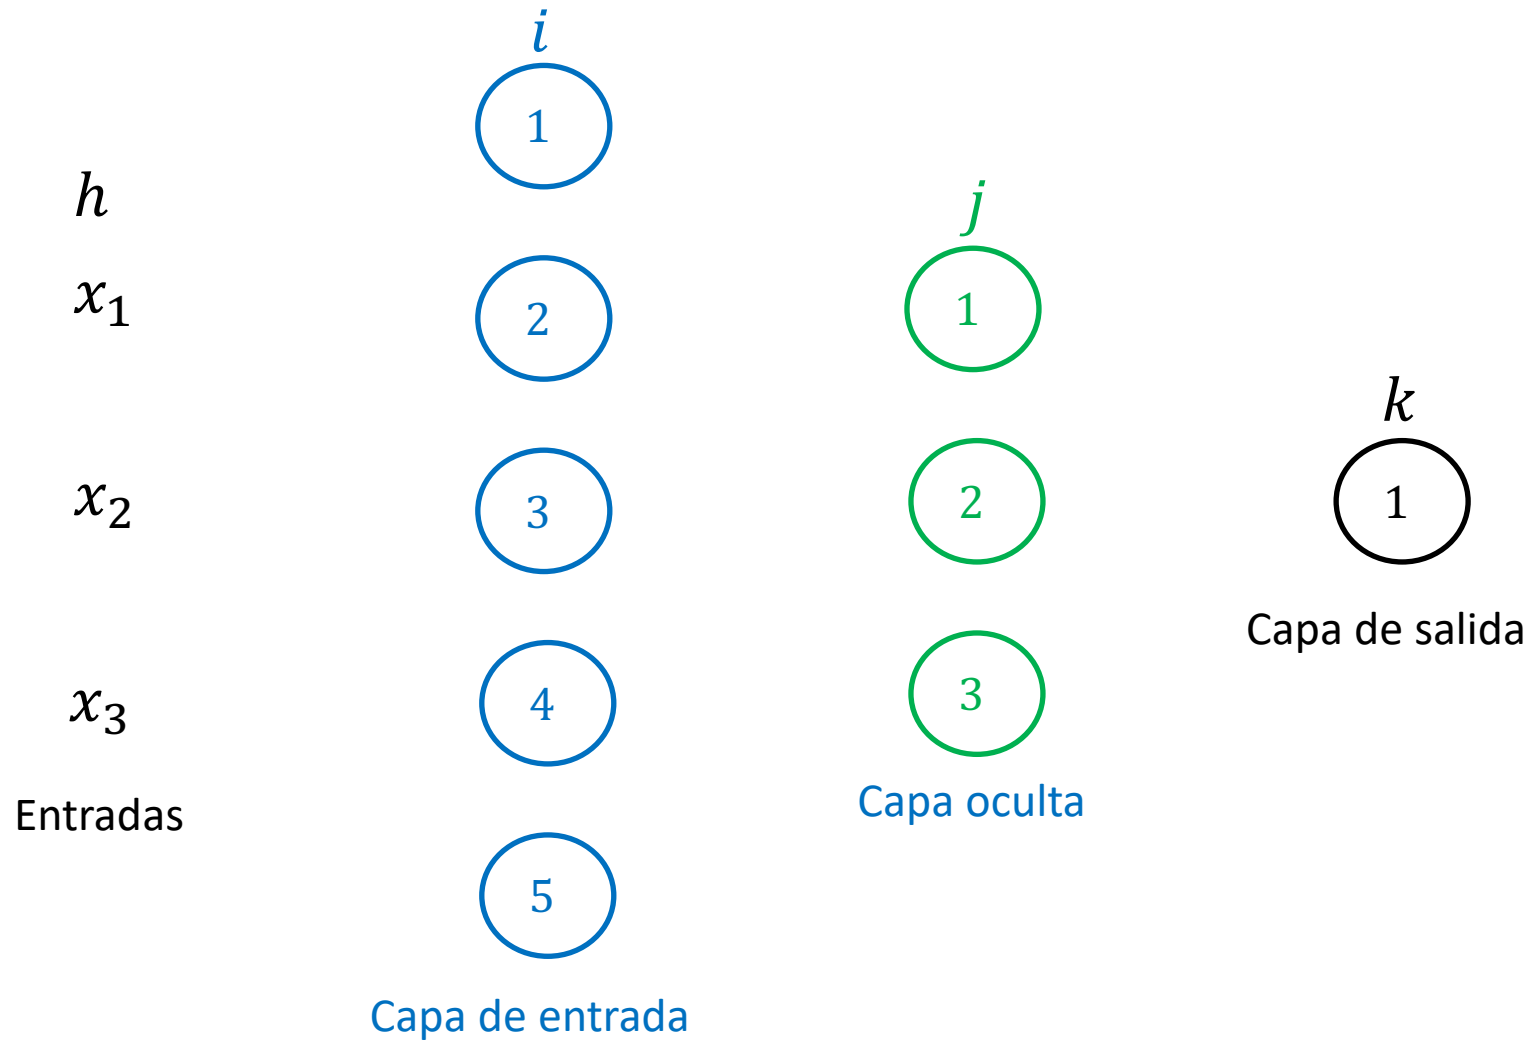 h
x₁
x₂
x₃
Entradas
i
1
2
3
4
5
Capa de entrada
j
1
2
3
Capa oculta
k
1
Capa de salida